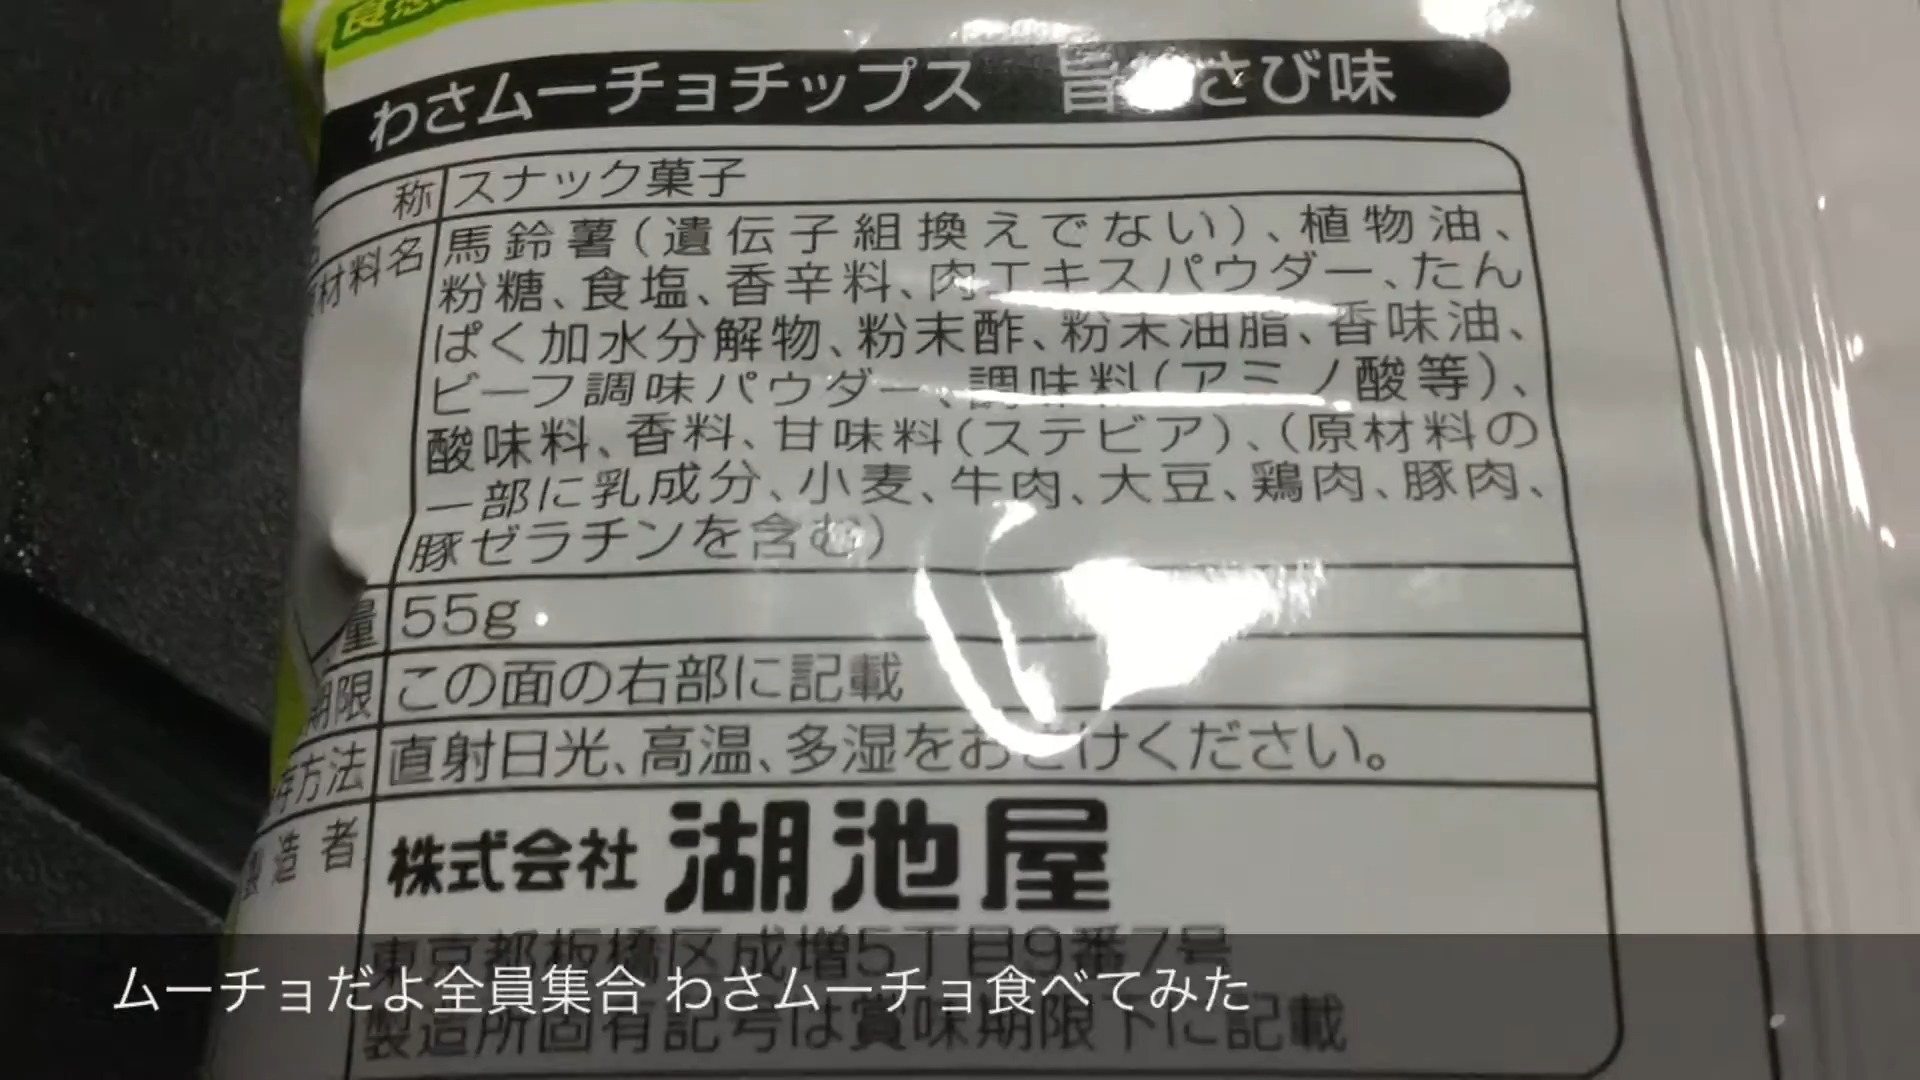 わさムーチョチップス さび味
称 スナック菓子
材料名 馬鈴薯(遺伝子組換えでない)、植物油、
粉糖、食塩、香辛料、肉エキスパウダー、たん
ぱく加水分解物、粉末酢、粉末油脂、香味油、
ビーフ調味パウダー、調味料(アミノ酸等)、
酸味料、香料、甘味料(ステビア)、(原材料の
一部に乳成分、小麦、牛肉、大豆、鶏肉、豚肉、
豚ゼラチンを含む)
量 55g
期限 この面の右部に記載
存方法 直射日光、高温、多湿をおさけください。
造者 株式会社 湖池屋
東京都板橋区成増5丁目9番7号
ムーチョだよ全員集合 わさムーチョ食べてみた
製造所固有記号は賞味期限下に記載